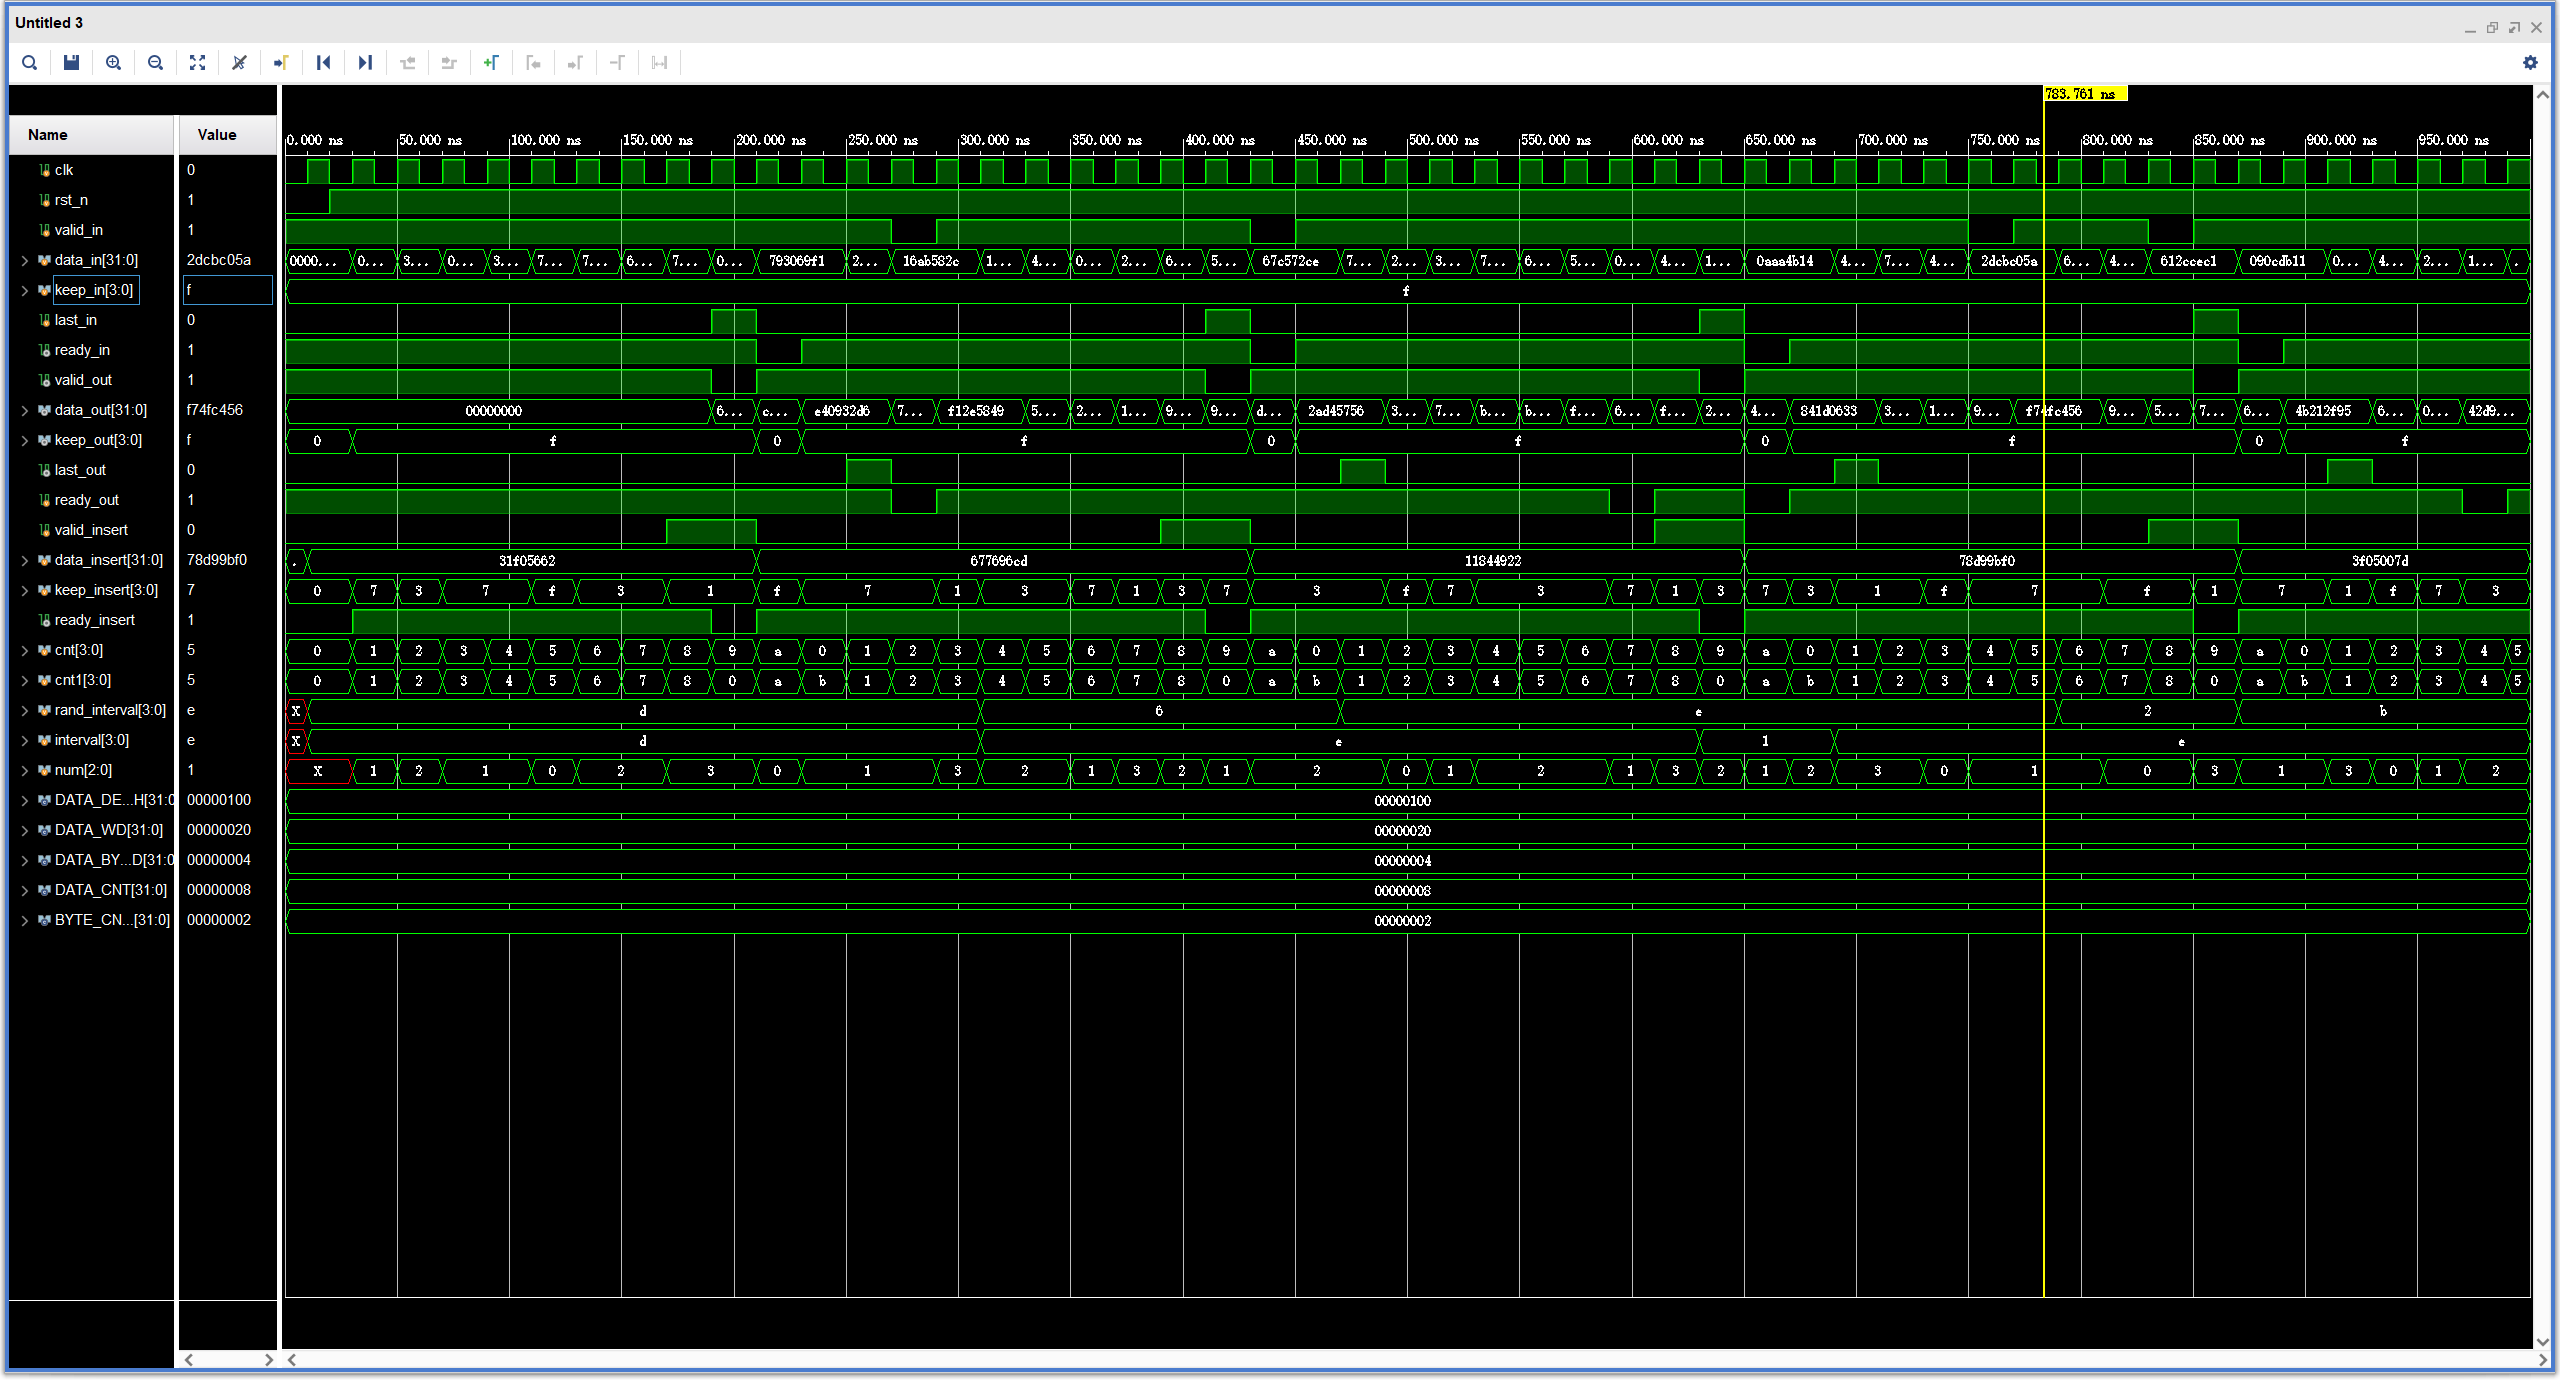 Untitled 3
783.761 ns
Name Value
0.000 ns 50.000 ns 100.000 ns 150.000 ns 200.000 ns 250.000 ns 300.000 ns 350.000 ns 400.000 ns 450.000 ns 500.000 ns 550.000 ns 600.000 ns 650.000 ns 700.000 ns 750.000 ns 800.000 ns 850.000 ns 900.000 ns 950.000 ns
clk 0
rst_n 1
valid_in 1
data_in[31:0] 2dcbc05a 0000... 0... 3... 0... 3... 7... 7... 6... 7... 0... 793069f1 2... 16ab582c 1... 4... 0... 2... 6... 5... 67c572ce 7... 2... 3... 7... 6... 5... 0... 4... 1... 0aaa4b14 4... 7... 4... 2dcbc05a 6... 4... 612ccec1 090cdb11 0... 4... 2... 1... .
keep_in[3:0] f f
last_in 0
ready_in 1
valid_out 1
data_out[31:0] f74fc456 00000000 6... c... e40932d6 7... f12e5849 5... 2... 1... 9... 9... d... 2ad45756 3... 7... b... b... f... 6... f... 2... 4... 841d0633 3... 1... 9... f74fc456 9... 5... 7... 6... 4b212f95 6... 0... 42d9...
keep_out[3:0] f 0 f 0 f 0 f 0 f 0 f
last_out 0
ready_out 1
valid_insert 0
data_insert[31:0] 78d99bf0 . 31f05662 677696cd 11844922 78d99bf0 3f05007d
keep_insert[3:0] 7 0 7 3 7 f 3 1 f 7 1 3 7 1 3 7 3 f 7 3 7 1 3 7 3 1 f 7 f 1 7 1 f 7 3
ready_insert 1
cnt[3:0] 5 0 1 2 3 4 5 6 7 8 9 a 0 1 2 3 4 5 6 7 8 9 a 0 1 2 3 4 5 6 7 8 9 a 0 1 2 3 4 5 6 7 8 9 a 0 1 2 3 4 5
cnt1[3:0] 5 0 1 2 3 4 5 6 7 8 0 a b 1 2 3 4 5 6 7 8 0 a b 1 2 3 4 5 6 7 8 0 a b 1 2 3 4 5 6 7 8 0 a b 1 2 3 4 5
rand_interval[3:0] e X d 6 e 2 b
interval[3:0] e X d e 1 e
num[2:0] 1 X 1 2 1 0 2 3 0 1 3 2 1 3 2 1 2 0 1 2 1 3 2 1 2 3 0 1 0 3 1 3 0 1 2
DATA_DE...H[31:0 00000100 00000100
DATA_WD[31:0] 00000020 00000020
DATA_BY...D[31:0 00000004 00000004
DATA_CNT[31:0] 00000008 00000008
BYTE_CN...[31:0] 00000002 00000002